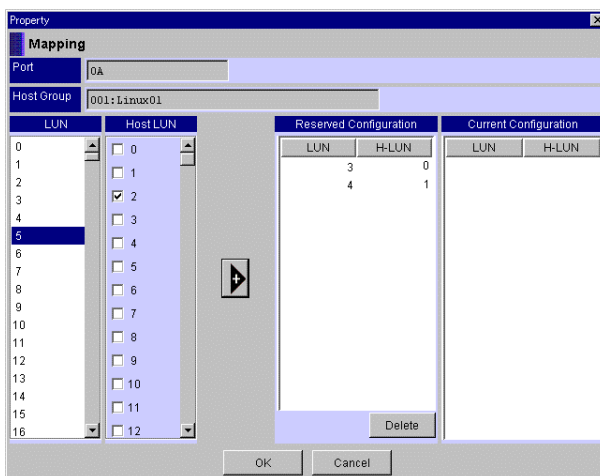 Property
Mapping
Port
0A
Host Group
001:Linux01
LUN
0
1
2
3
4
5
6
7
8
9
10
11
12
13
14
15
16
Host LUN
0
1
2
3
4
5
6
7
8
9
10
11
12
Reserved Configuration
LUN H-LUN
3 0
4 1
Delete
Current Configuration
LUN H-LUN
OK Cancel